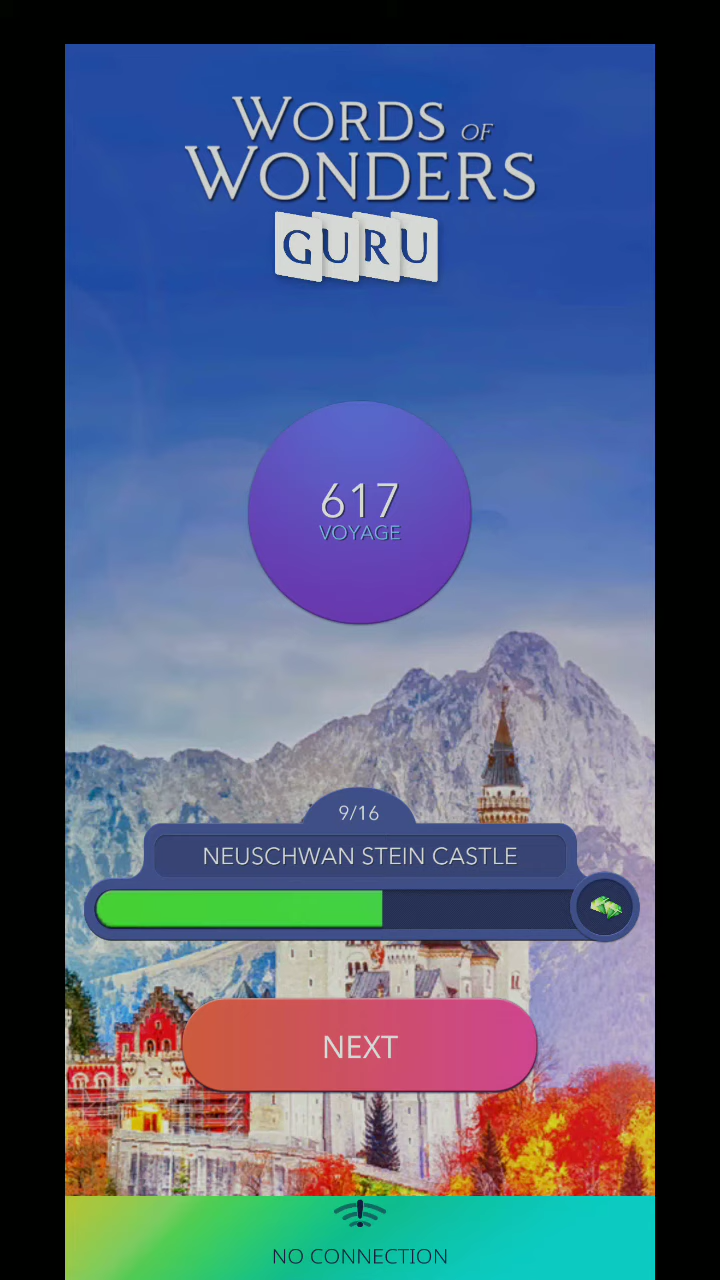 WORDS OF
WONDERS
GURU
617
VOYAGE
9/16
NEUSCHWAN STEIN CASTLE
NEXT
NO CONNECTION